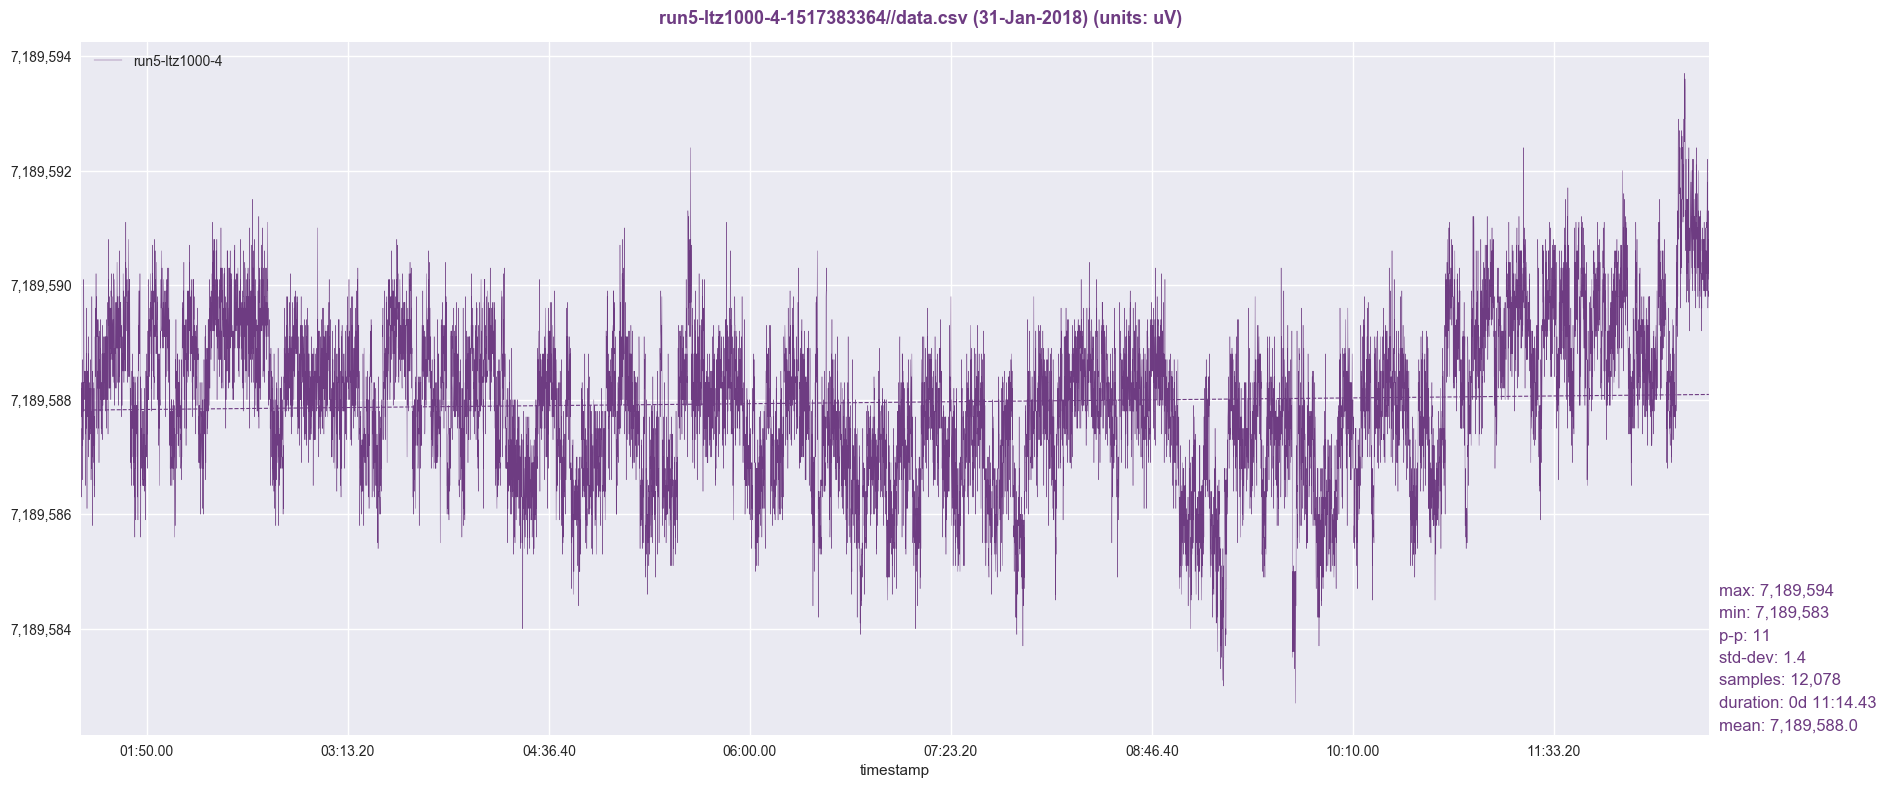 run5-ltz1000-4-1517383364//data.csv (31-Jan-2018) (units: uV)
run5-ltz1000-4
7,189,594
7,189,592
7,189,590
7,189,588
7,189,586
7,189,584
max: 7,189,594
min: 7,189,583
p-p: 11
std-dev: 1.4
samples: 12,078
duration: 0d 11:14.43
mean: 7,189,588.0
01:50.00 03:13.20 04:36.40 06:00.00 07:23.20 08:46.40 10:10.00 11:33.20
timestamp